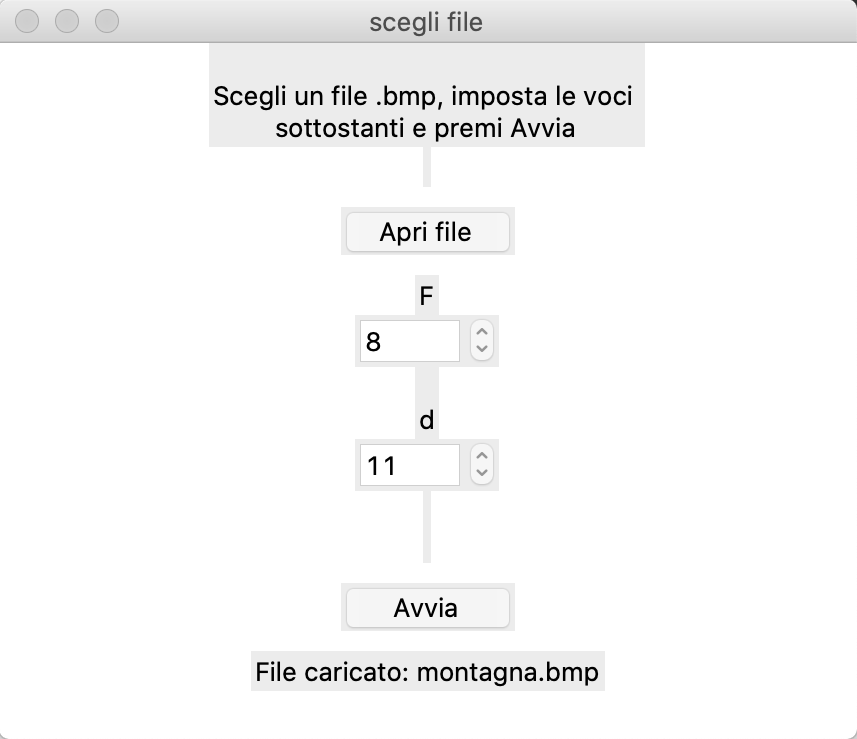 scegli file
Scegli un file .bmp, imposta le voci
sottostanti e premi Avvia
Apri file
F
8
d
11
Avvia
File caricato: montagna.bmp